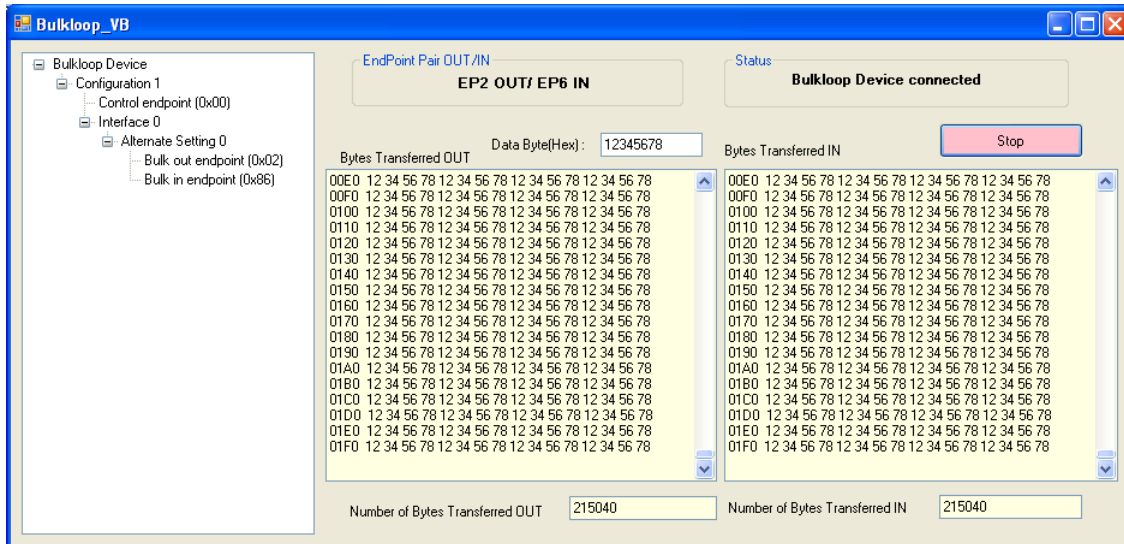 Bulkloop_VB
Bulkloop Device
Configuration 1
Control endpoint (0x00)
Interface 0
Alternate Setting 0
Bulk out endpoint (0x02)
Bulk in endpoint (0x86)
EndPoint Pair OUT/IN
EP2 OUT/ EP6 IN
Status
Bulkloop Device connected
Data Byte(Hex) : 12345678
Stop
Bytes Transferred OUT
00E0 12 34 56 78 12 34 56 78 12 34 56 78 12 34 56 78
00F0 12 34 56 78 12 34 56 78 12 34 56 78 12 34 56 78
0100 12 34 56 78 12 34 56 78 12 34 56 78 12 34 56 78
0110 12 34 56 78 12 34 56 78 12 34 56 78 12 34 56 78
0120 12 34 56 78 12 34 56 78 12 34 56 78 12 34 56 78
0130 12 34 56 78 12 34 56 78 12 34 56 78 12 34 56 78
0140 12 34 56 78 12 34 56 78 12 34 56 78 12 34 56 78
0150 12 34 56 78 12 34 56 78 12 34 56 78 12 34 56 78
0160 12 34 56 78 12 34 56 78 12 34 56 78 12 34 56 78
0170 12 34 56 78 12 34 56 78 12 34 56 78 12 34 56 78
0180 12 34 56 78 12 34 56 78 12 34 56 78 12 34 56 78
0190 12 34 56 78 12 34 56 78 12 34 56 78 12 34 56 78
01A0 12 34 56 78 12 34 56 78 12 34 56 78 12 34 56 78
01B0 12 34 56 78 12 34 56 78 12 34 56 78 12 34 56 78
01C0 12 34 56 78 12 34 56 78 12 34 56 78 12 34 56 78
01D0 12 34 56 78 12 34 56 78 12 34 56 78 12 34 56 78
01E0 12 34 56 78 12 34 56 78 12 34 56 78 12 34 56 78
01F0 12 34 56 78 12 34 56 78 12 34 56 78 12 34 56 78
Number of Bytes Transferred OUT 215040
Bytes Transferred IN
00E0 12 34 56 78 12 34 56 78 12 34 56 78 12 34 56 78
00F0 12 34 56 78 12 34 56 78 12 34 56 78 12 34 56 78
0100 12 34 56 78 12 34 56 78 12 34 56 78 12 34 56 78
0110 12 34 56 78 12 34 56 78 12 34 56 78 12 34 56 78
0120 12 34 56 78 12 34 56 78 12 34 56 78 12 34 56 78
0130 12 34 56 78 12 34 56 78 12 34 56 78 12 34 56 78
0140 12 34 56 78 12 34 56 78 12 34 56 78 12 34 56 78
0150 12 34 56 78 12 34 56 78 12 34 56 78 12 34 56 78
0160 12 34 56 78 12 34 56 78 12 34 56 78 12 34 56 78
0170 12 34 56 78 12 34 56 78 12 34 56 78 12 34 56 78
0180 12 34 56 78 12 34 56 78 12 34 56 78 12 34 56 78
0190 12 34 56 78 12 34 56 78 12 34 56 78 12 34 56 78
01A0 12 34 56 78 12 34 56 78 12 34 56 78 12 34 56 78
01B0 12 34 56 78 12 34 56 78 12 34 56 78 12 34 56 78
01C0 12 34 56 78 12 34 56 78 12 34 56 78 12 34 56 78
01D0 12 34 56 78 12 34 56 78 12 34 56 78 12 34 56 78
01E0 12 34 56 78 12 34 56 78 12 34 56 78 12 34 56 78
01F0 12 34 56 78 12 34 56 78 12 34 56 78 12 34 56 78
Number of Bytes Transferred IN 215040